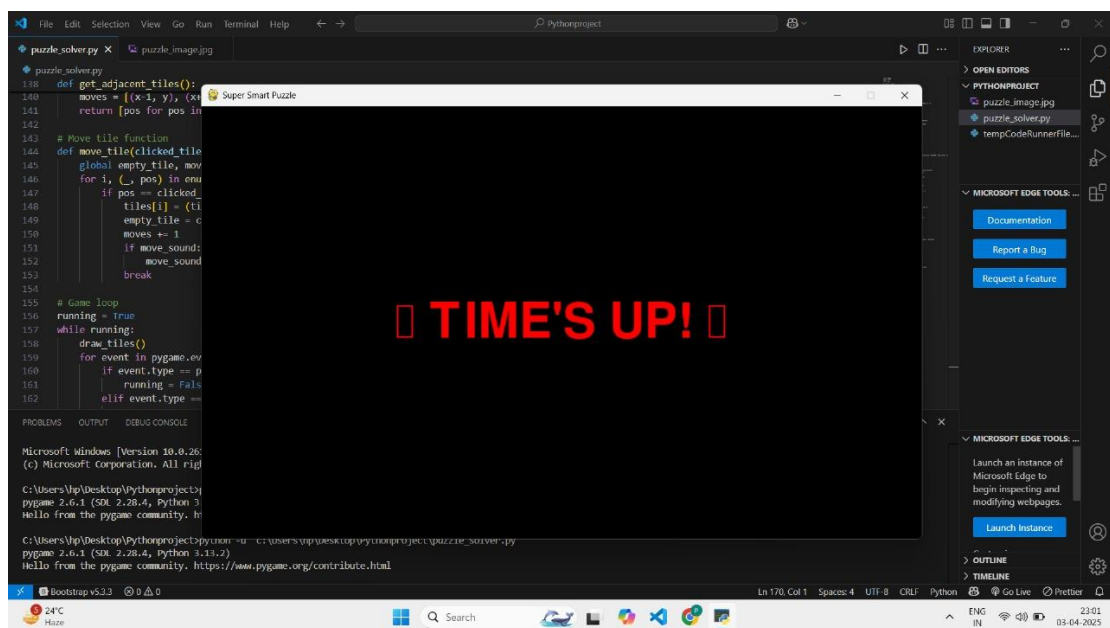 File Edit Selection View Go Run Terminal Help
Pythonproject
puzzle_solver.py
puzzle_image.jpg
puzzle_solver.py
138 def get_adjacent_tiles():
140 moves = [(x-1, y), (x+
141 return [pos for pos in
142
143 # Move tile function
144 def move_tile(clicked_tile
145 global empty_tile, mov
146 for i, (_, pos) in enu
147 if pos == clicked_
148 tiles[i] = (ti
149 empty_tile = c
150 moves += 1
151 if move_sound:
152 move_sound
153 break
154
155 # Game loop
156 running = True
157 while running:
158 draw_tiles()
159 for event in pygame.ev
160 if event.type == p
161 running = Fals
162 elif event.type ==
Super Smart Puzzle
TIME'S UP!
PROBLEMS OUTPUT DEBUG CONSOLE
Microsoft Windows [Version 10.0.26
(c) Microsoft Corporation. All rig
C:\Users\hp\Desktop\Pythonproject>
pygame 2.6.1 (SDL 2.28.4, Python 3
Hello from the pygame community. h
C:\Users\hp\Desktop\Pythonproject>python -u "c:\Users\hp\Desktop\Pythonproject\puzzle_solver.py
pygame 2.6.1 (SDL 2.28.4, Python 3.13.2)
Hello from the pygame community. https://www.pygame.org/contribute.html
EXPLORER
OPEN EDITORS
PYTHONPROJECT
puzzle_image.jpg
puzzle_solver.py
tempCodeRunnerFile....
MICROSOFT EDGE TOOLS: ...
Documentation
Report a Bug
Request a Feature
MICROSOFT EDGE TOOLS: ...
Launch an instance of
Microsoft Edge to
begin inspecting and
modifying webpages.
Launch Instance
OUTLINE
TIMELINE
Bootstrap v5.3.3 0 0 Ln 170, Col 1 Spaces: 4 UTF-8 CRLF Python Go Live Prettier
24°C
Haze
Search
ENG
IN
23:01
03-04-2025